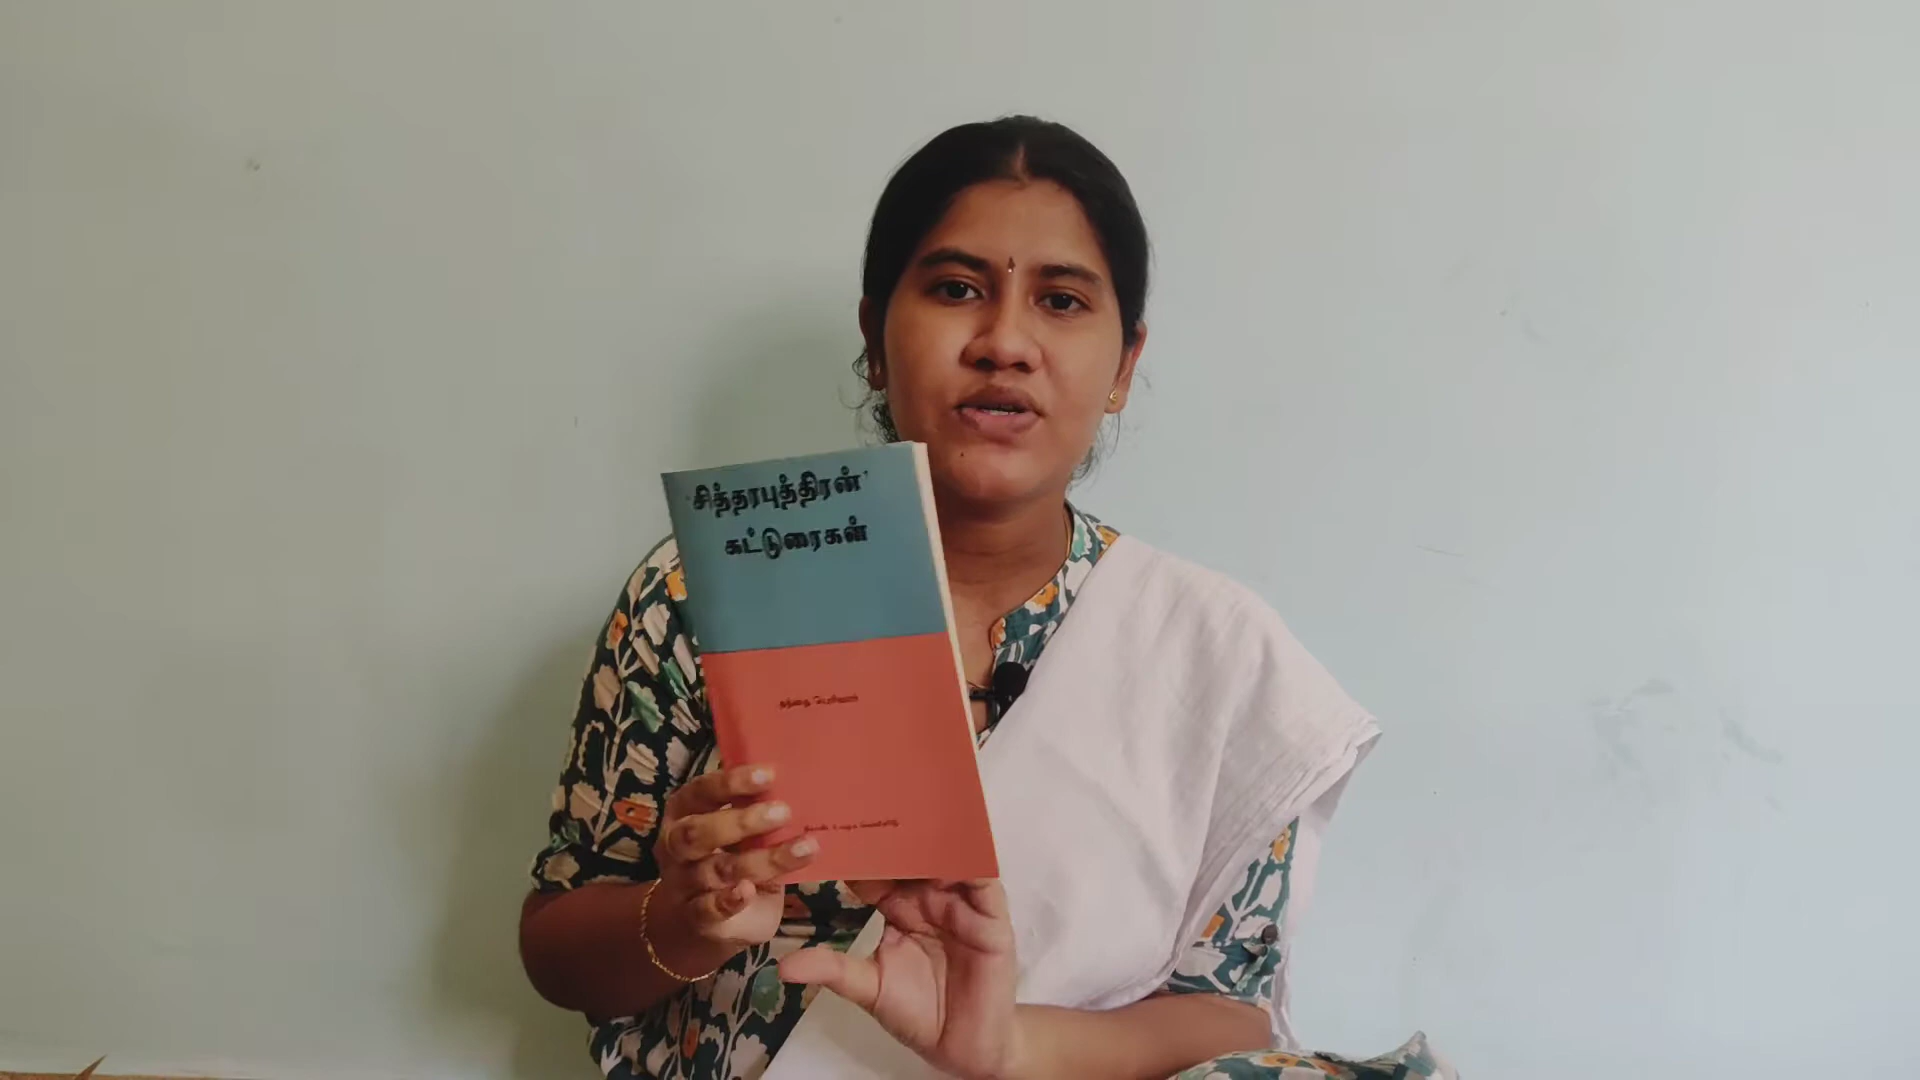 'சித்தரபுத்திரன்'
கட்டுரைகள்
தந்தை பெரியார்